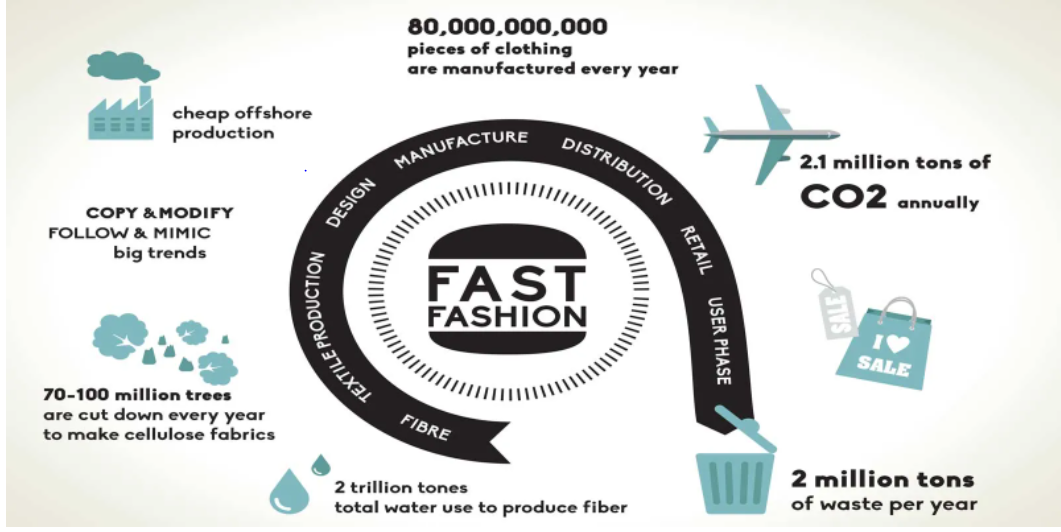 80,000,000,000
pieces of clothing
are manufactured every year
cheap offshore
production
COPY &MODIFY
FOLLOW & MIMIC
big trends
70-100 million trees
are cut down every year
to make cellulose fabrics
2 trillion tones
total water use to produce fiber
FIBRE
TEXTILE PRODUCTION
DESIGN
MANUFACTURE
DISTRIBUTION
RETAIL
USER PHASE
FAST
FASHION
2.1 million tons of
CO2 annually
SALE
I
SALE
2 million tons
of waste per year